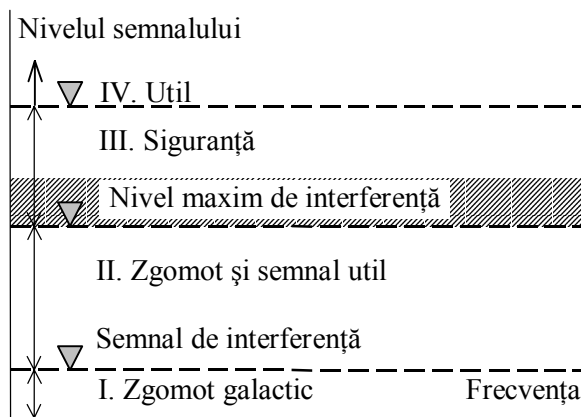 Nivelul semnalului
IV. Util
III. Siguranță
Nivel maxim de interferență
II. Zgomot şi semnal util
Semnal de interferență
I. Zgomot galactic Frecvența